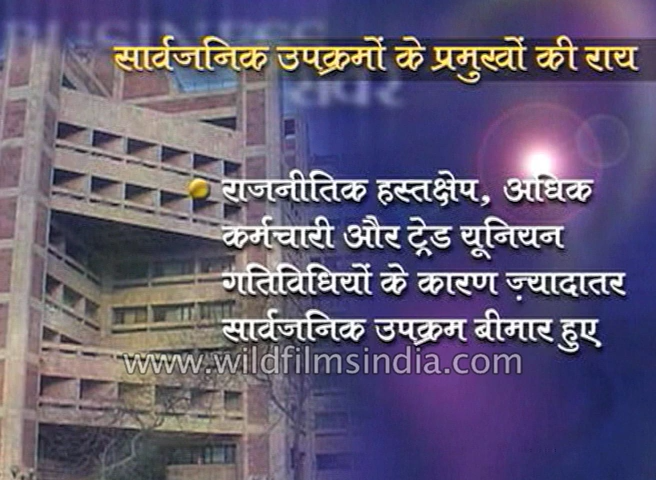 BUSINESS
सार्वजनिक उपक्रमों के प्रमुखों की राय
राजनीतिक हस्तक्षेप, अधिक
कर्मचारी और ट्रेड यूनियन
गतिविधियों के कारण ज़्यादातर
सार्वजनिक उपक्रम बीमार हुए
www.wildfilmsindia.com